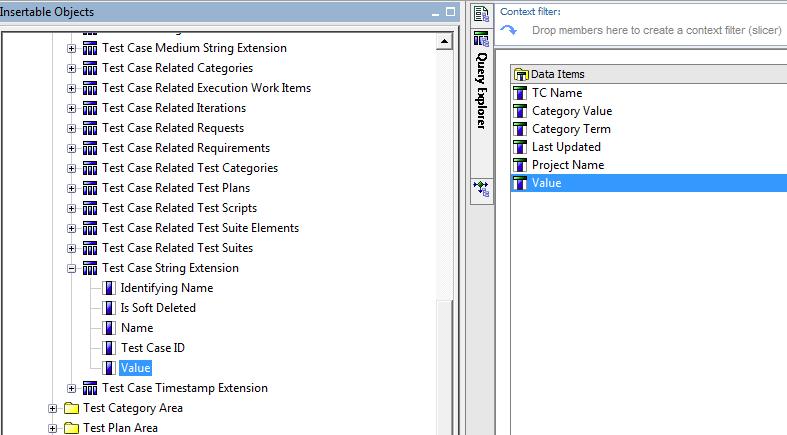 Insertable Objects
Test Case Medium String Extension
Test Case Related Categories
Test Case Related Execution Work Items
Test Case Related Iterations
Test Case Related Requests
Test Case Related Requirements
Test Case Related Test Categories
Test Case Related Test Plans
Test Case Related Test Scripts
Test Case Related Test Suite Elements
Test Case Related Test Suites
Test Case String Extension
Identifying Name
Is Soft Deleted
Name
Test Case ID
Value
Test Case Timestamp Extension
Test Category Area
Test Plan Area
Query Explorer
Context filter:
Drop members here to create a context filter (slicer)
Data Items
TC Name
Category Value
Category Term
Last Updated
Project Name
Value